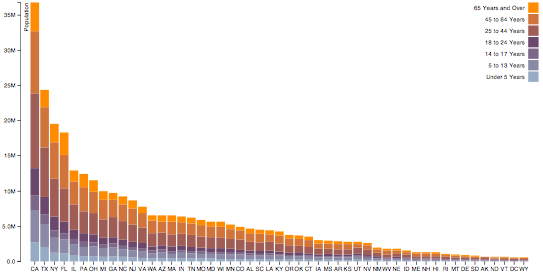 Population
35M
30M
25M
20M
15M
10M
5.0M
0.0
CA TX NY FL IL PA OH MI GA NC NJ VA WA AZ MA IN TN MO MD WI MN CO AL SC LA KY OR OK CT IA MS AR KS UT NV NM WV NE ID ME NH HI RI MT DE SD AK ND VT DC WY
65 Years and Over
45 to 64 Years
25 to 44 Years
18 to 24 Years
14 to 17 Years
5 to 13 Years
Under 5 Years